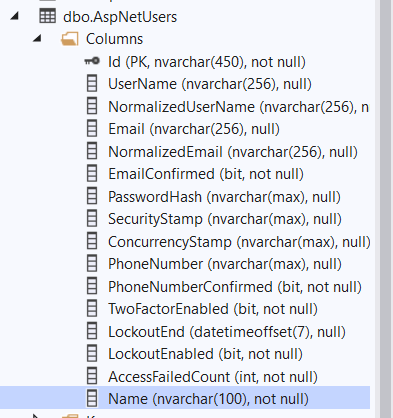 dbo.AspNetUsers
Columns
Id (PK, nvarchar(450), not null)
UserName (nvarchar(256), null)
NormalizedUserName (nvarchar(256), n
Email (nvarchar(256), null)
NormalizedEmail (nvarchar(256), null)
EmailConfirmed (bit, not null)
PasswordHash (nvarchar(max), null)
SecurityStamp (nvarchar(max), null)
ConcurrencyStamp (nvarchar(max), null)
PhoneNumber (nvarchar(max), null)
PhoneNumberConfirmed (bit, not null)
TwoFactorEnabled (bit, not null)
LockoutEnd (datetimeoffset(7), null)
LockoutEnabled (bit, not null)
AccessFailedCount (int, not null)
Name (nvarchar(100), not null)